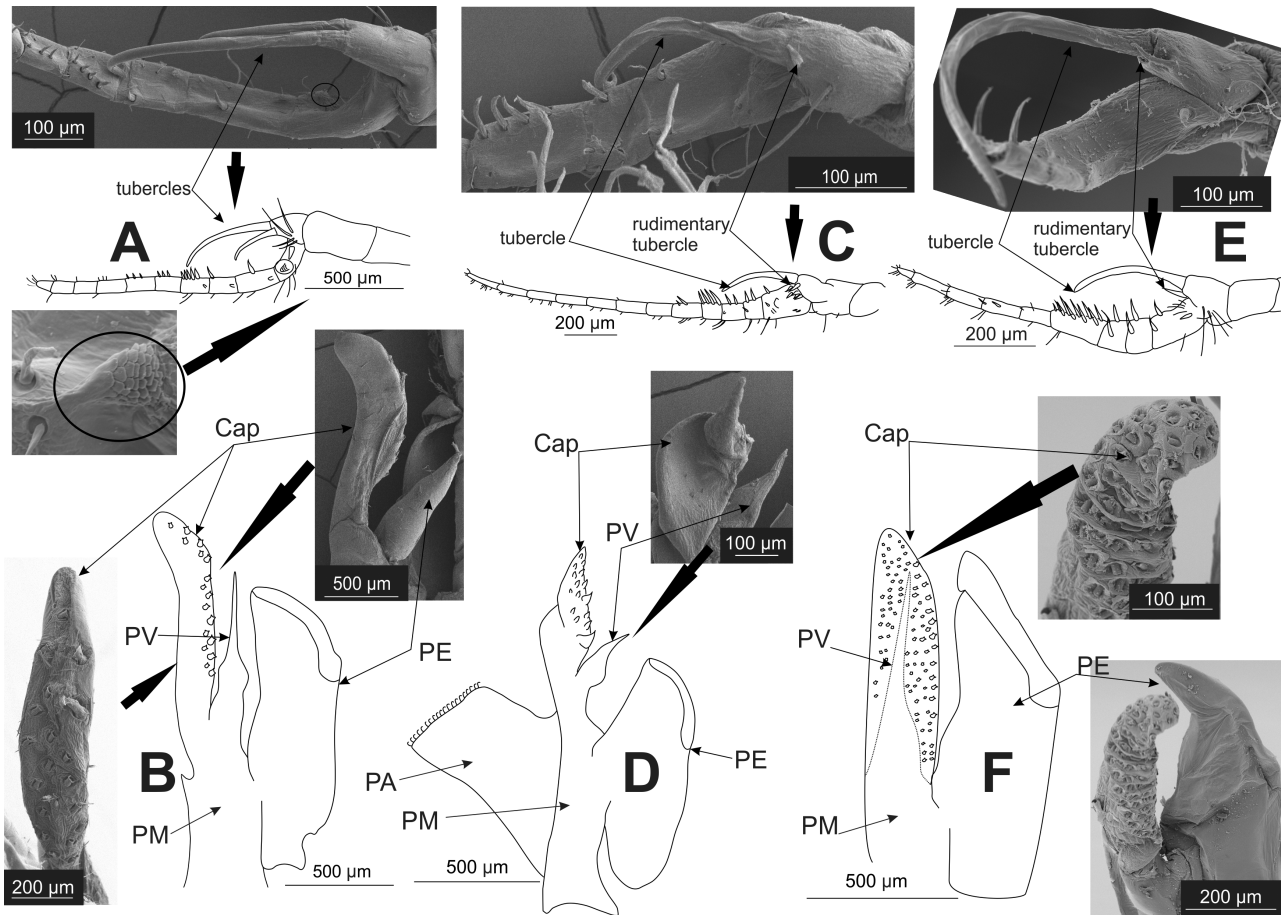 100 µm
tubercles
A
500 µm
100 µm
tubercle
rudimentary
tubercle
C
200 µm
100 µm
tubercle
rudimentary
tubercle
E
200 µm
Cap
500 µm
PV
PE
B
PM
200 µm
500 µm
Cap
PV
100 µm
PA
PM
D
PE
500 µm
Cap
100 µm
PV
PE
F
PM
500 µm
200 µm